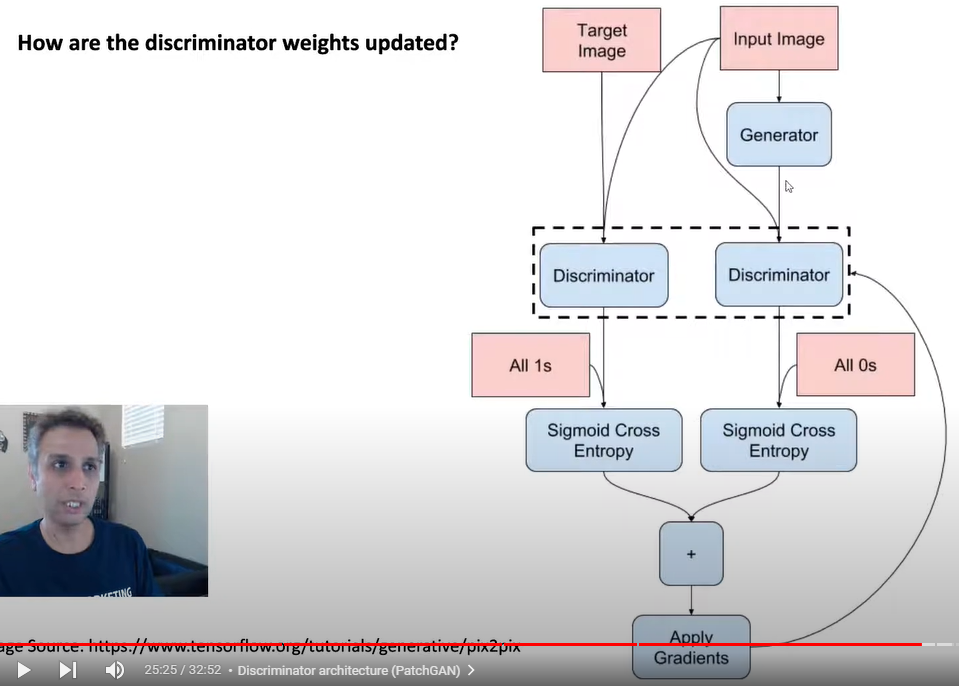 How are the discriminator weights updated?
Target
Image
Input Image
Generator
Discriminator
Discriminator
All 1s
All 0s
Sigmoid Cross
Entropy
Sigmoid Cross
Entropy
+
Apply
Gradients
age Source: https://www.tensorflow.org/tutorials/generative/pix2pix
25:25 / 32:52 • Discriminator architecture (PatchGAN)